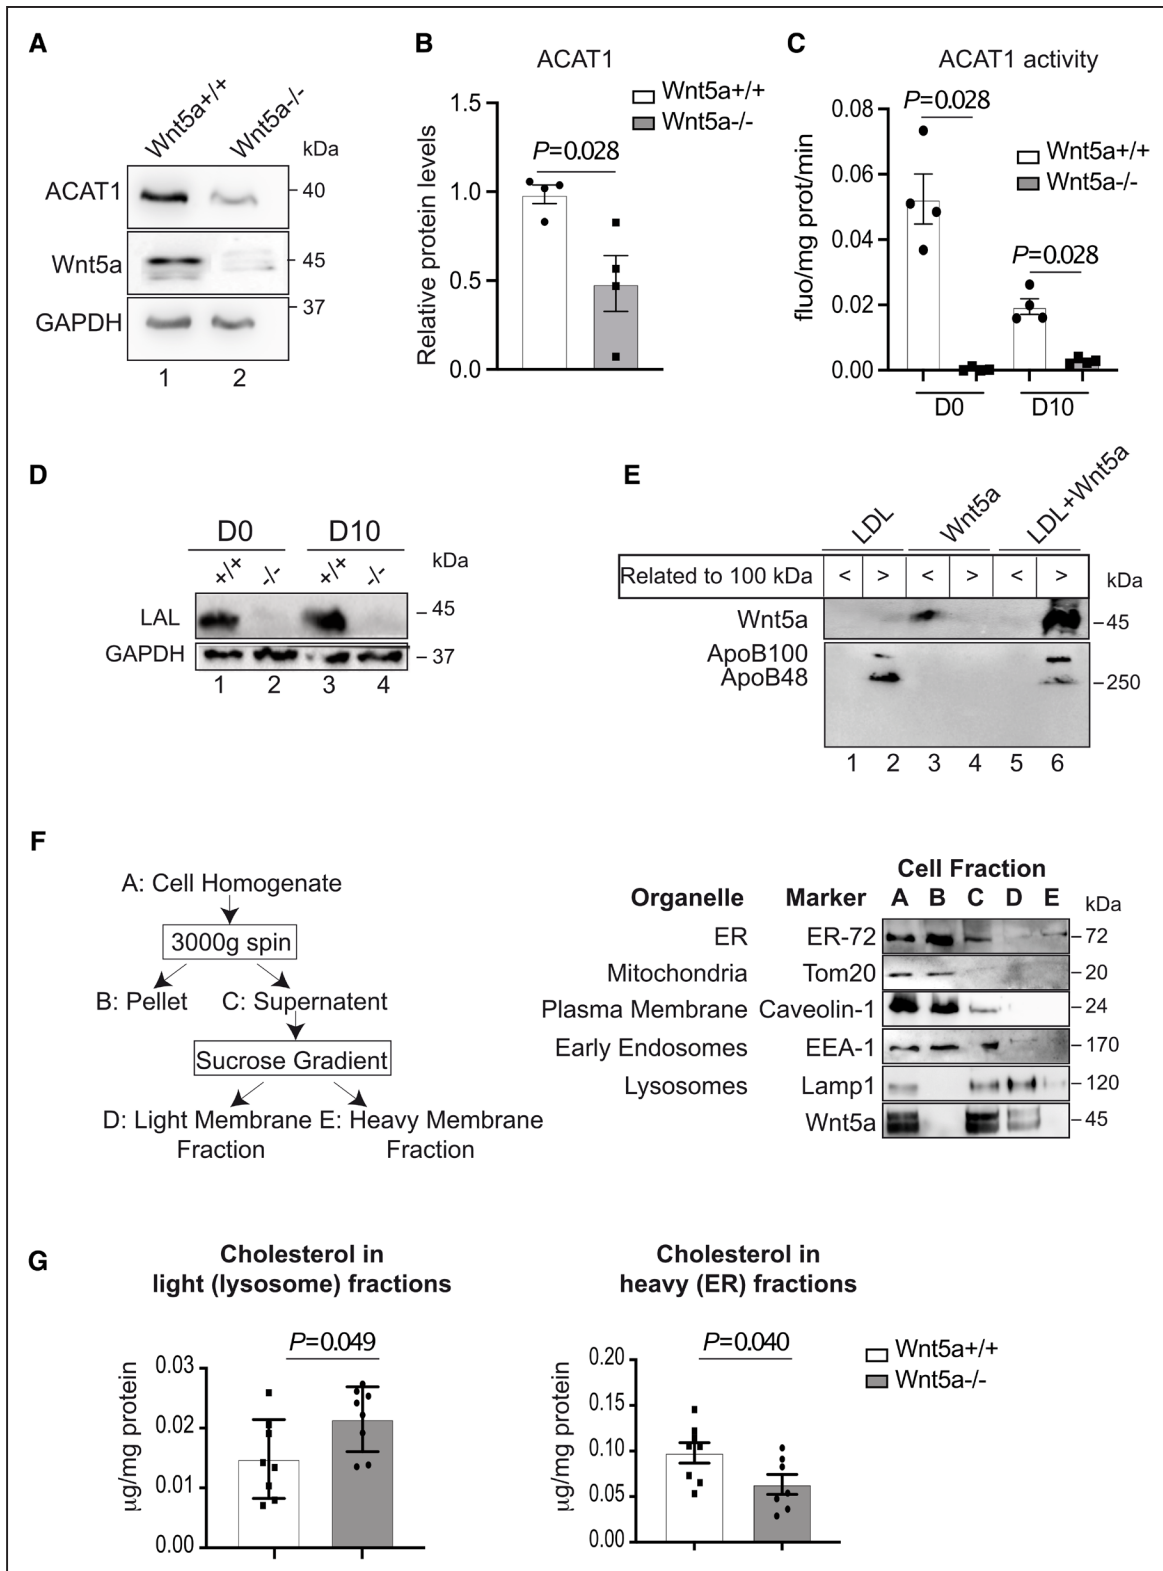 A
Wnt5a+/+
Wnt5a-/-
kDa
ACAT1
40
Wnt5a
45
37
GAPDH
1 2
B
ACAT1
Relative protein levels
1.5
1.0
0.5
0.0
P=0.028
Wnt5a+/+
Wnt5a-/-
C
ACAT1 activity
fluo/mg prot/min
0.08
0.06
0.04
0.02
0.00
P=0.028
P=0.028
Wnt5a+/+
Wnt5a-/-
D0 D10
D
D0 D10
+/+ -/- +/+ -/-
kDa
LAL
45
GAPDH
37
1 2 3 4
E
LDL
Wnt5a
LDL+Wnt5a
Related to 100 kDa < > < > < >
kDa
Wnt5a
45
ApoB100
ApoB48
250
1 2 3 4 5 6
F
A: Cell Homogenate
3000g spin
B: Pellet C: Supernatent
Sucrose Gradient
D: Light Membrane Fraction
E: Heavy Membrane Fraction
Cell Fraction
Organelle Marker A B C D E kDa
ER ER-72 72
Mitochondria Tom20 20
Plasma Membrane Caveolin-1 24
Early Endosomes EEA-1 170
Lysosomes Lamp1 120
Wnt5a 45
G
Cholesterol in
light (lysosome) fractions
P=0.049
µg/mg protein
0.03
0.02
0.01
0.00
Cholesterol in
heavy (ER) fractions
P=0.040
µg/mg protein
0.20
0.15
0.10
0.05
0.00
Wnt5a+/+
Wnt5a-/-